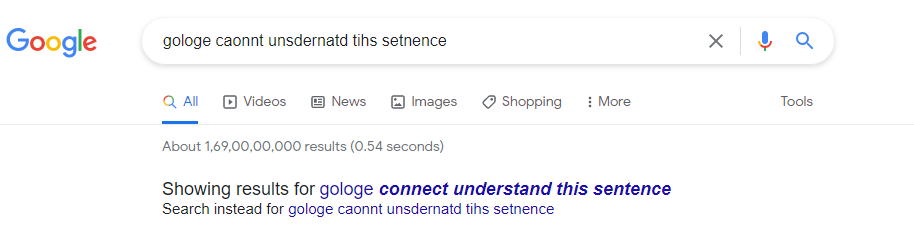 Google gologe caonnt unsdernatd tihs setnence
All Videos News Images Shopping More Tools
About 1,69,00,00,000 results (0.54 seconds)
Showing results for gologe connect understand this sentence
Search instead for gologe caonnt unsdernatd tihs setnence